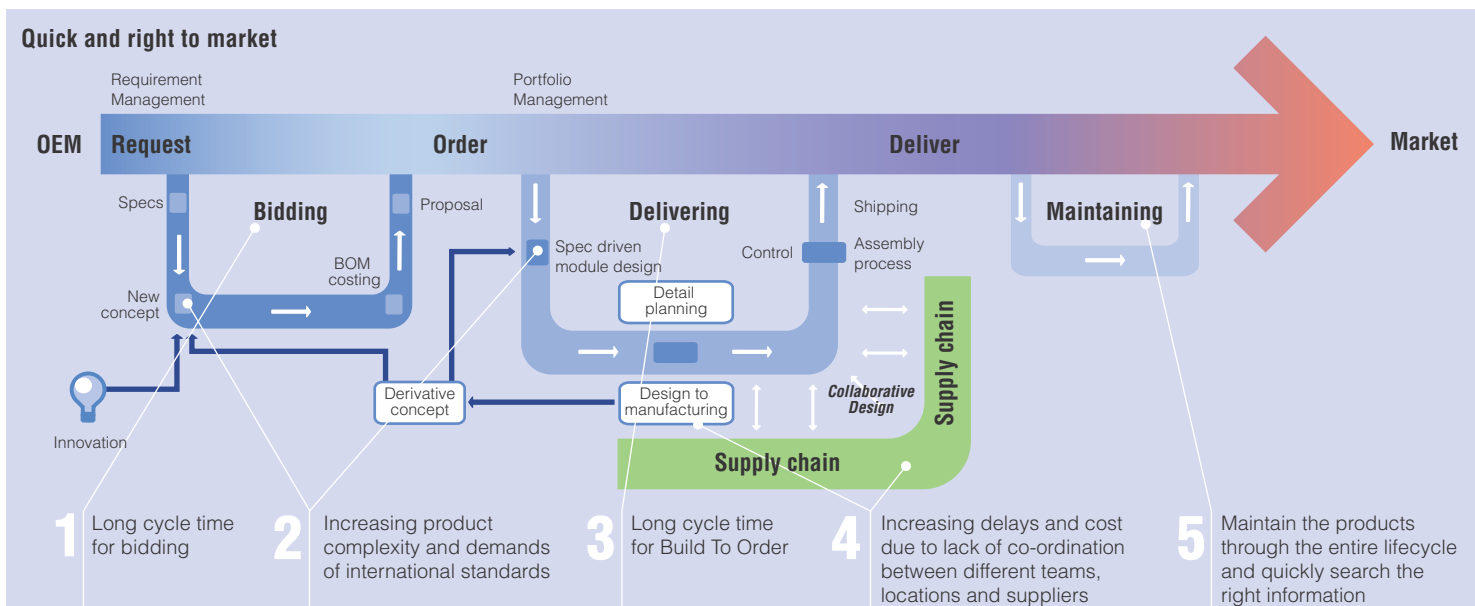 Quick and right to market
Requirement
Management
Portfolio
Management
OEM
Request
Order
Deliver
Market
Specs
Bidding
Proposal
Delivering
Shipping
Maintaining
Spec driven
module design
Control
Assembly
process
BOM
costing
New
concept
Detail
planning
Supply chain
Derivative
concept
Design to
manufacturing
Collaborative
Design
Innovation
Supply chain
1
Long cycle time
for bidding
2
Increasing product
complexity and demands
of international standards
3
Long cycle time
for Build To Order
4
Increasing delays and cost
due to lack of co-ordination
between different teams,
locations and suppliers
5
Maintain the products
through the entire lifecycle
and quickly search the
right information